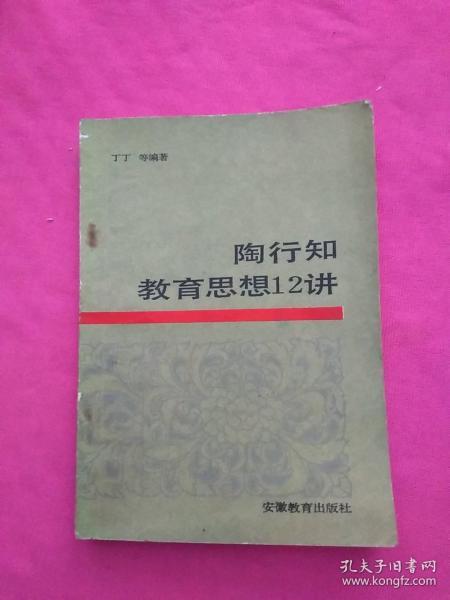 丁丁 等编著
陶行知
教育思想12讲
安徽教育出版社
孔夫子旧书网
www.kongfz.com